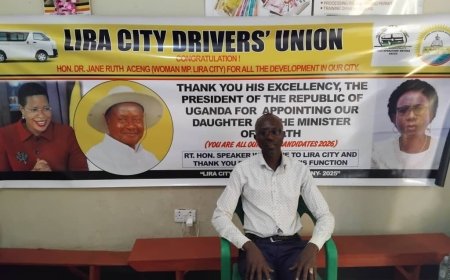 PROCESSING
LIRA CITY DRIVERS' UNION
CONGRATULATION !
HON. DR. JANE RUTH ACENG (WOMAN MP. LIRA CITY) FOR ALL THE DEVELOPMENT IN OUR CITY.
THANK YOU HIS EXCELLENCY, THE
PRESIDENT OF THE REPUBLIC OF
UGANDA FOR APPOINTING OUR
DAUGHTER THE MINISTER
OF
(YOU ARE ALL OUR CANDIDATES 2026)
RT. HON. SPEAKER TO LIRA CITY AND
THANK YOU FUNCTION
"LIRA CITY 2025"